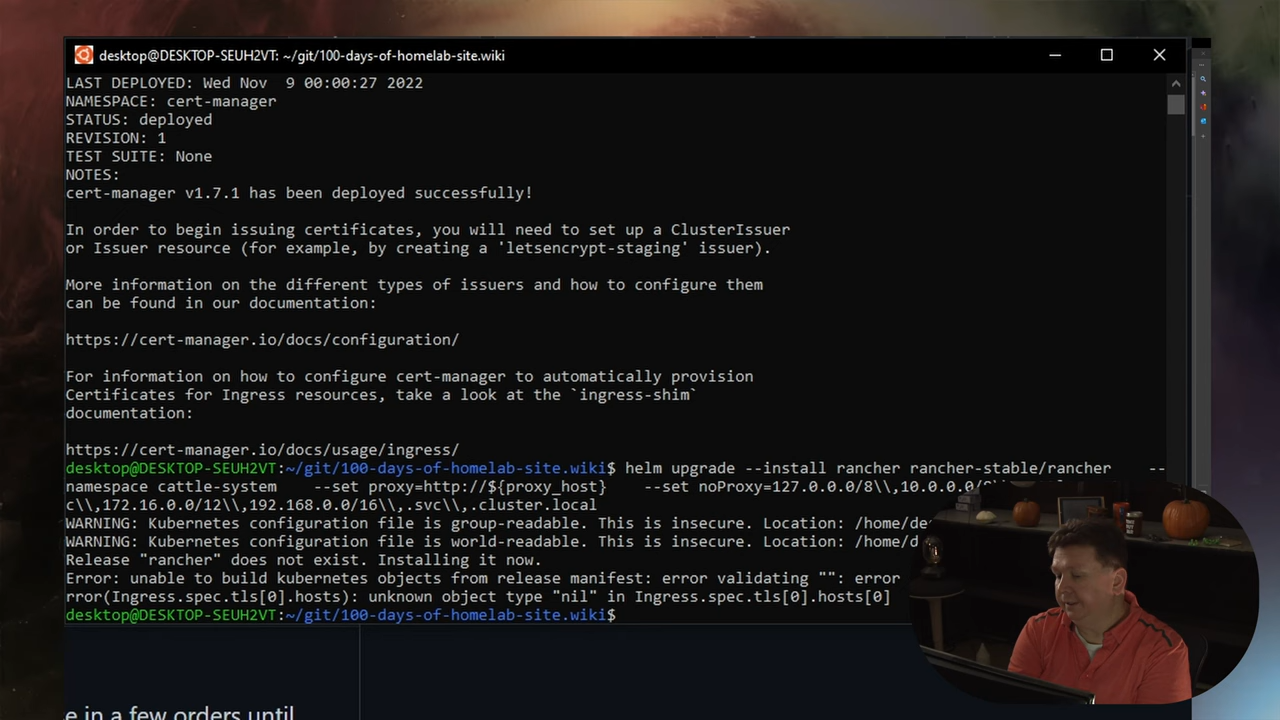 desktop@DESKTOP-SEUH2VT: ~/git/100-days-of-homelab-site.wiki
LAST DEPLOYED: Wed Nov  9 00:00:27 2022
NAMESPACE: cert-manager
STATUS: deployed
REVISION: 1
TEST SUITE: None
NOTES:
cert-manager v1.7.1 has been deployed successfully!
In order to begin issuing certificates, you will need to set up a ClusterIssuer
or Issuer resource (for example, by creating a 'letsencrypt-staging' issuer).
More information on the different types of issuers and how to configure them
can be found in our documentation:
https://cert-manager.io/docs/configuration/
For information on how to configure cert-manager to automatically provision
Certificates for Ingress resources, take a look at the `ingress-shim`
documentation:
https://cert-manager.io/docs/usage/ingress/
desktop@DESKTOP-SEUH2VT:~/git/100-days-of-homelab-site.wiki$ helm upgrade --install rancher rancher-stable/rancher    --
namespace cattle-system    --set proxy=http://${proxy_host}    --set noProxy=127.0.0.0/8\\,10.0.0.0/
c\\,172.16.0.0/12\\,192.168.0.0/16\\,.svc\\,.cluster.local
WARNING: Kubernetes configuration file is group-readable. This is insecure. Location: /home/de
WARNING: Kubernetes configuration file is world-readable. This is insecure. Location: /home/d
Release "rancher" does not exist. Installing it now.
Error: unable to build kubernetes objects from release manifest: error validating "": error
rror(Ingress.spec.tls[0].hosts): unknown object type "nil" in Ingress.spec.tls[0].hosts[0]
desktop@DESKTOP-SEUH2VT:~/git/100-days-of-homelab-site.wiki$
e in a few orders until